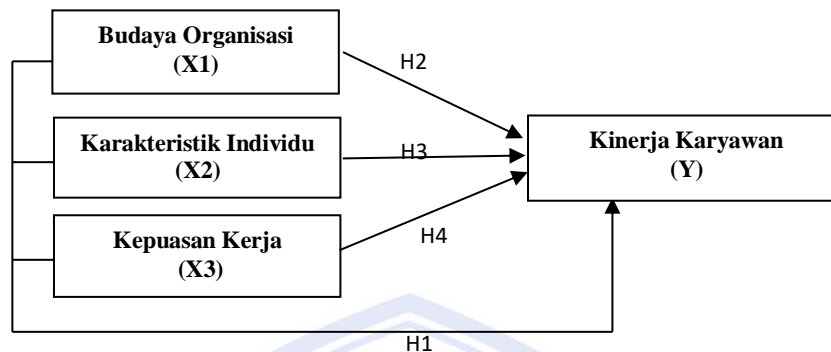 Budaya Organisasi
(X1)
H2
Karakteristik Individu
(X2)
H3
Kinerja Karyawan
(Y)
Kepuasan Kerja
(X3)
H4
H1